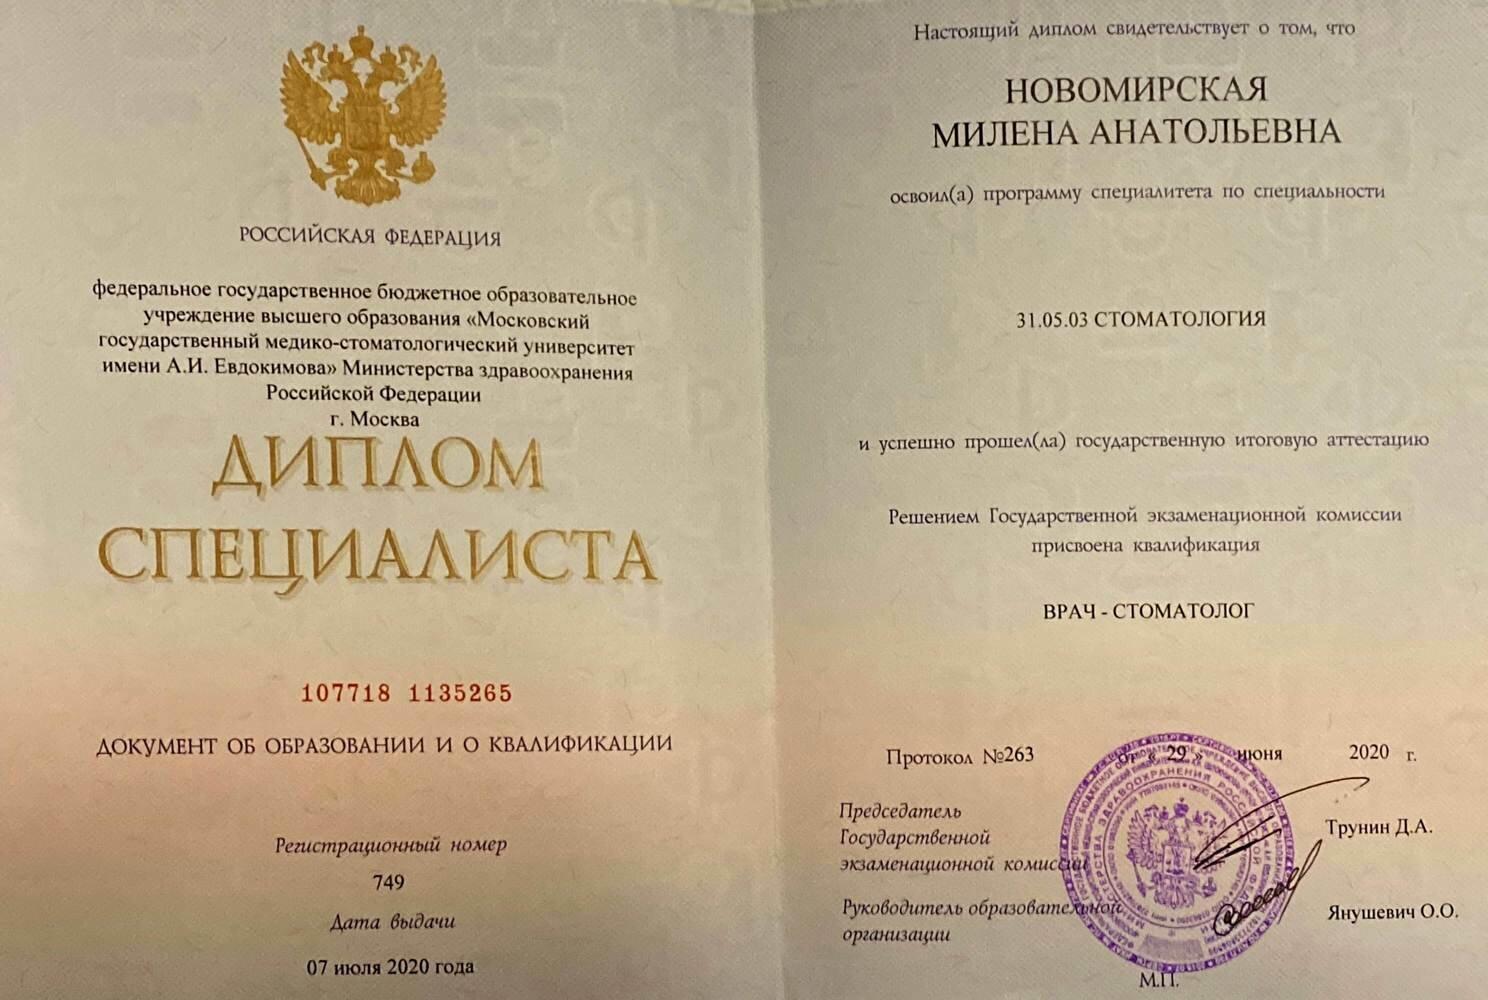 РОССИЙСКАЯ ФЕДЕРАЦИЯ
федеральное государственное бюджетное образовательное
учреждение высшего образования «Московский
государственный медико-стоматологический университет
имени А.И. Евдокимова» Министерства здравоохранения
Российской Федерации
г. Москва
ДИПЛОМ
СПЕЦИАЛИСТА
107718 1135265
ДОКУМЕНТ ОБ ОБРАЗОВАНИИ И О КВАЛИФИКАЦИИ
Регистрационный номер
749
Дата выдачи
07 июля 2020 года
Настоящий диплом свидетельствует о том, что
НОВОМИРСКАЯ
МИЛЕНА АНАТОЛЬЕВНА
освоил(а) программу специалитета по специальности
31.05.03 СТОМАТОЛОГИЯ
и успешно прошел(ла) государственную итоговую аттестацию
Решением Государственной экзаменационной комиссии
присвоена квалификация
ВРАЧ - СТОМАТОЛОГ
Протокол №263 от « 29 » июня 2020 г.
Председатель
Государственной
экзаменационной комиссии
Трунин Д.А.
Руководитель образовательной
организации
Янушевич О.О.
М.П.